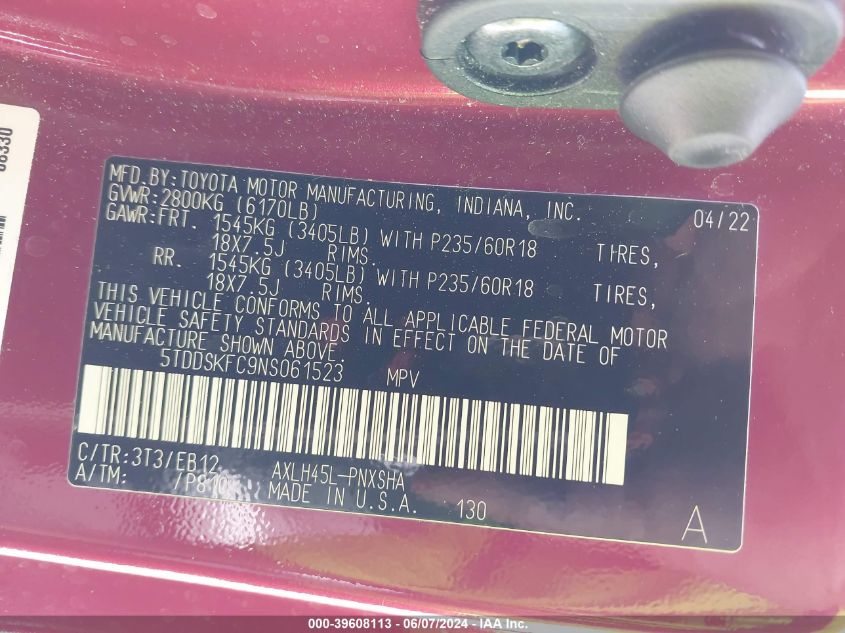 08330
MFD.BY:TOYOTA MOTOR MANUFACTURING, INDIANA, INC. 04/22
GVWR:2800KG (6170LB)
GAWR:FRT. 1545KG (3405LB) WITH P235/60R18 TIRES,
18X7.5J RIMS.
RR. 1545KG (3405LB) WITH P235/60R18 TIRES,
18X7.5J RIMS.
THIS VEHICLE CONFORMS TO ALL APPLICABLE FEDERAL MOTOR
VEHICLE SAFETY STANDARDS IN EFFECT ON THE DATE OF
MANUFACTURE SHOWN ABOVE.
5TDDSKFC9NS061523 MPV
C/TR:3T3/EB12 AXLH45L-PNXSHA
A/TM: /P810 MADE IN U.S.A. 130 A
000-39608113 - 06/07/2024 - IAA Inc.